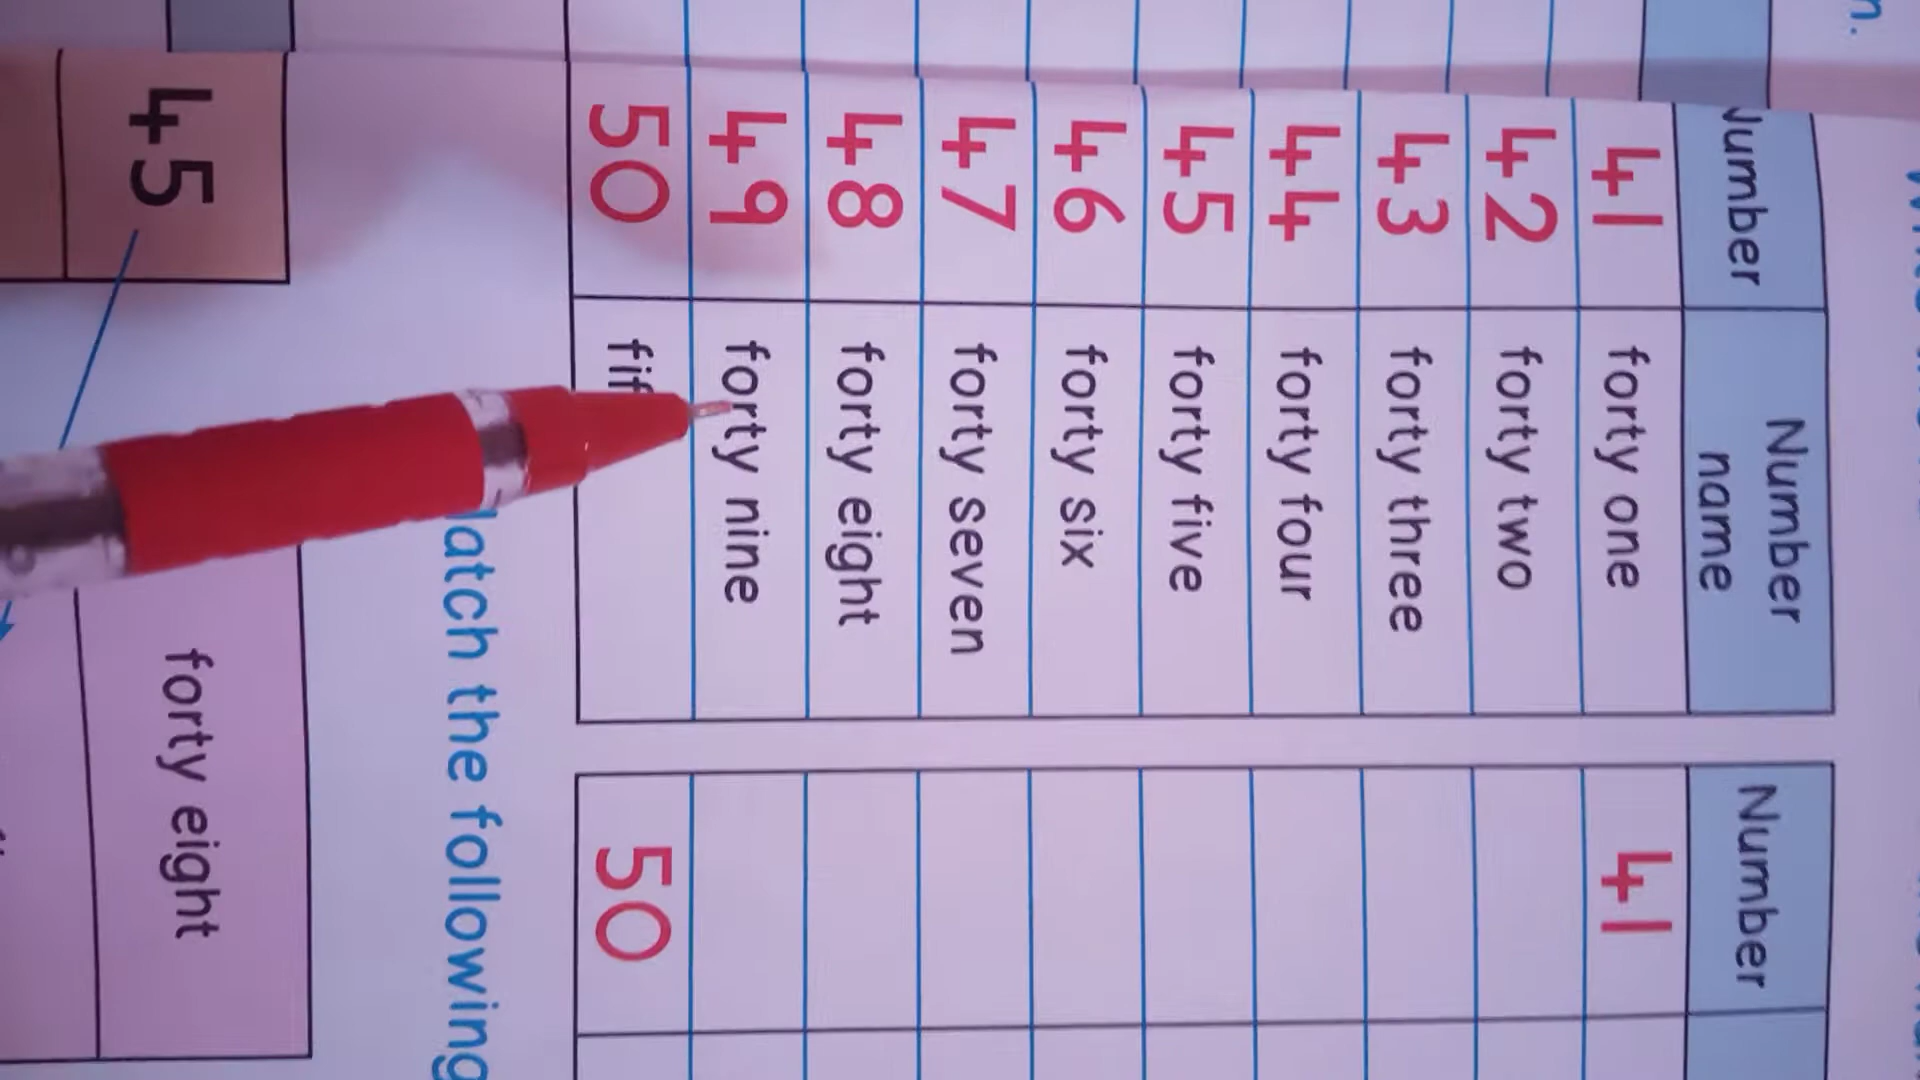 Number Number name
41 forty one
42 forty two
43 forty three
44 forty four
45 forty five
46 forty six
47 forty seven
48 forty eight
49 forty nine
50
Number
41
50
the following
45
forty eight